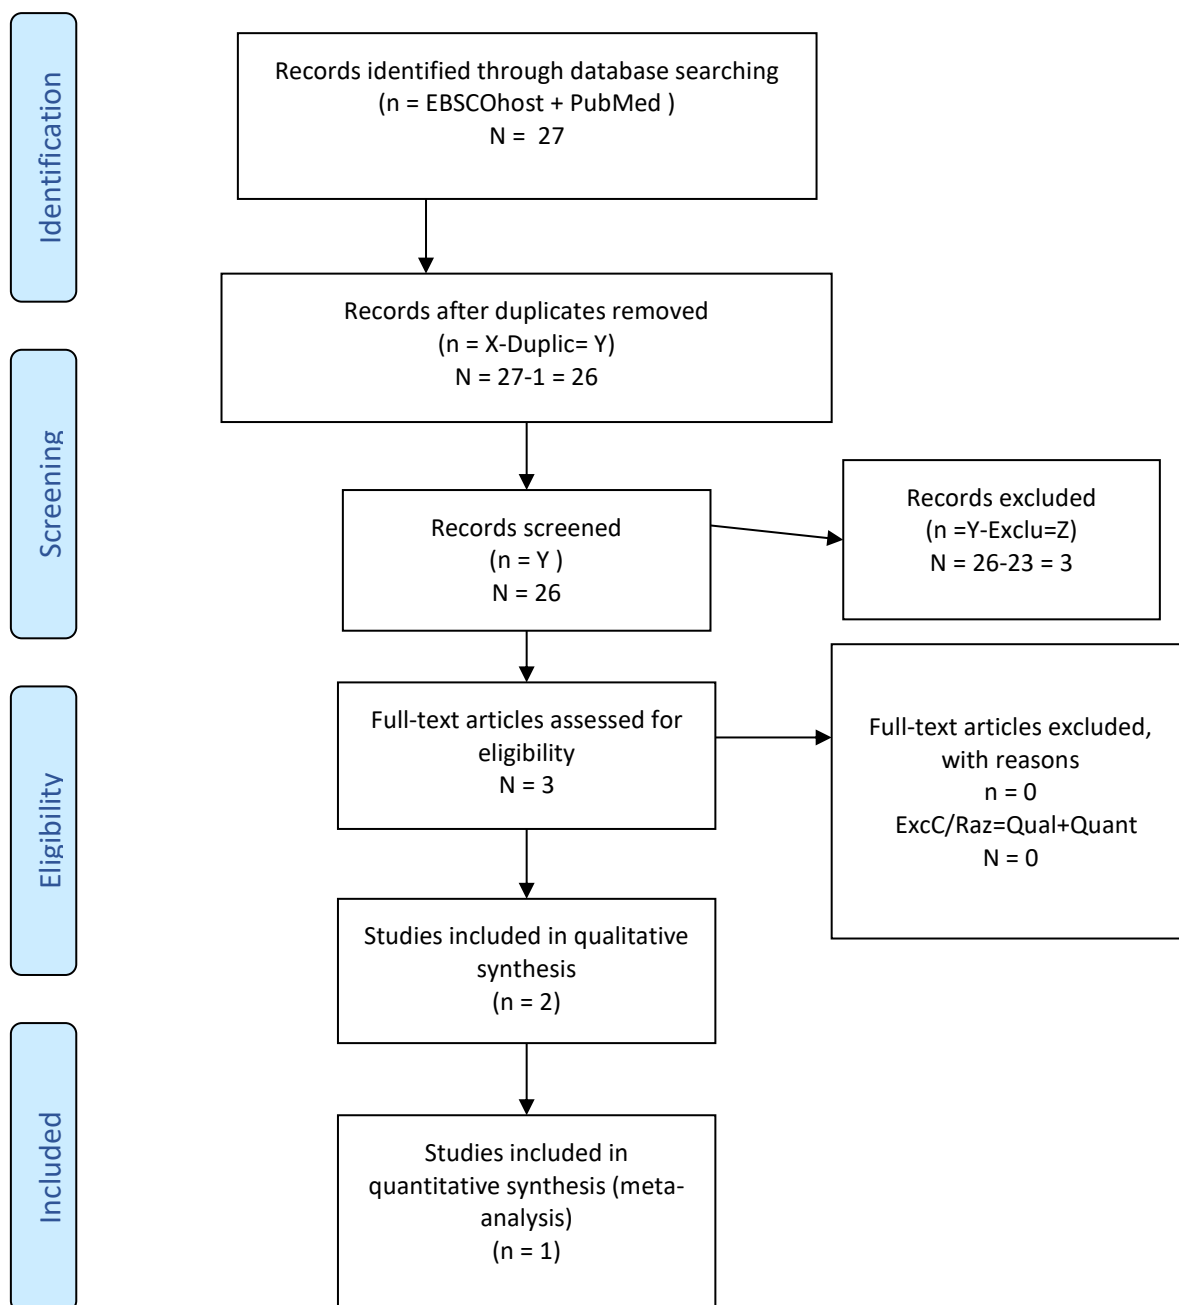 Identification
Records identified through database searching
(n = EBSCOhost + PubMed )
N =  27
Records after duplicates removed
(n = X-Duplic= Y)
N = 27-1 = 26
Screening
Records screened
(n = Y )
N = 26
Records excluded
(n =Y-Exclu=Z)
N = 26-23 = 3
Eligibility
Full-text articles assessed for
eligibility
N = 3
Full-text articles excluded,
with reasons
n = 0
ExcC/Raz=Qual+Quant
N = 0
Studies included in qualitative
synthesis
(n = 2)
Included
Studies included in
quantitative synthesis (meta-
analysis)
(n = 1)